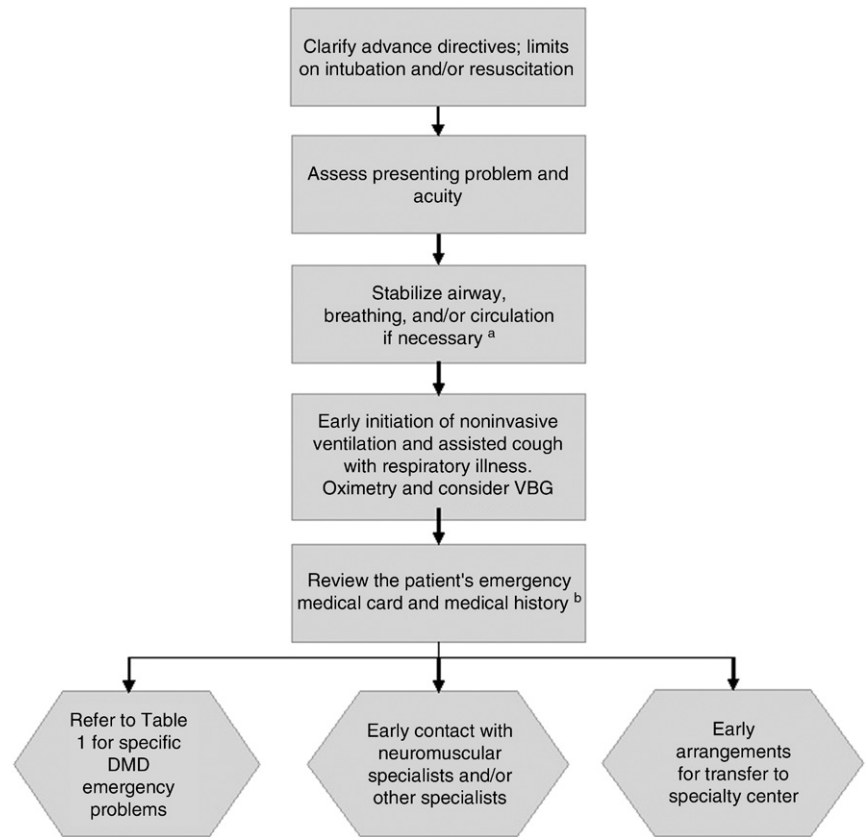 Clarify advance directives; limits
on intubation and/or resuscitation
Assess presenting problem and
acuity
Stabilize airway,
breathing, and/or circulation
if necessary a
Early initiation of noninvasive
ventilation and assisted cough
with respiratory illness.
Oximetry and consider VBG
Review the patient's emergency
medical card and medical history b
Refer to Table
1 for specific
DMD
emergency
problems
Early contact with
neuromuscular
specialists and/or
other specialists
Early
arrangements
for transfer to
specialty center